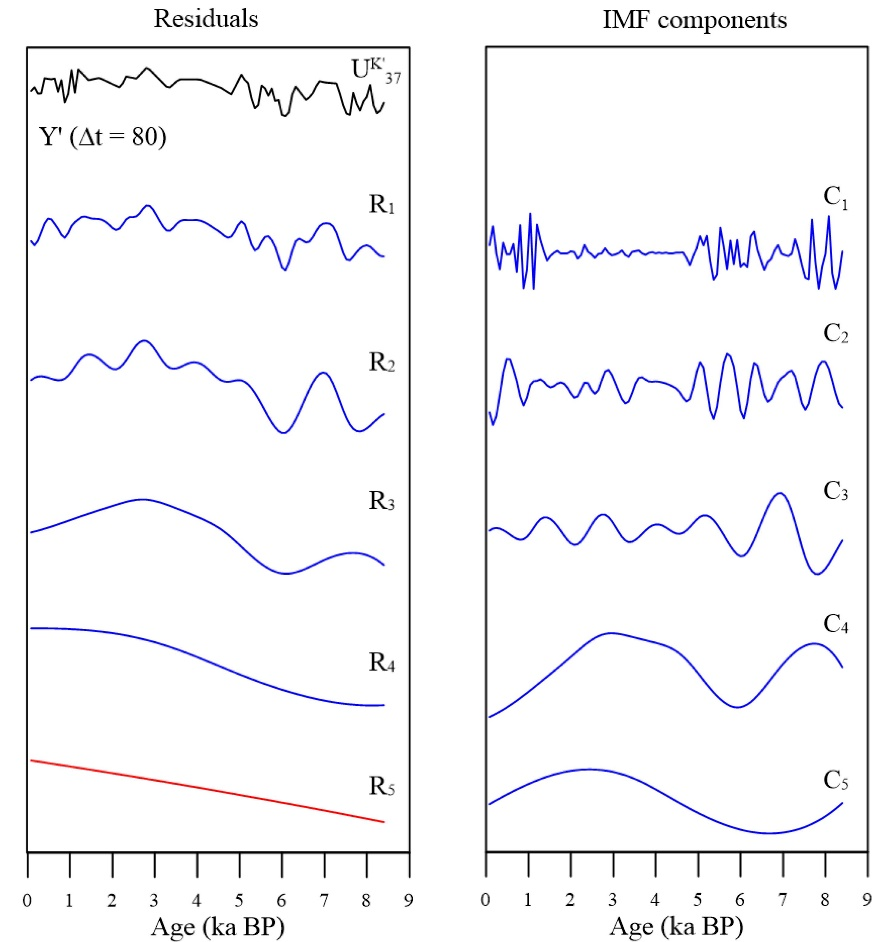 Residuals
IMF components
U^K'_37
Y' (Δt = 80)
R₁
C₁
R₂
C₂
R₃
C₃
R₄
C₄
R₅
C₅
0 1 2 3 4 5 6 7 8 9
0 1 2 3 4 5 6 7 8 9
Age (ka BP)
Age (ka BP)